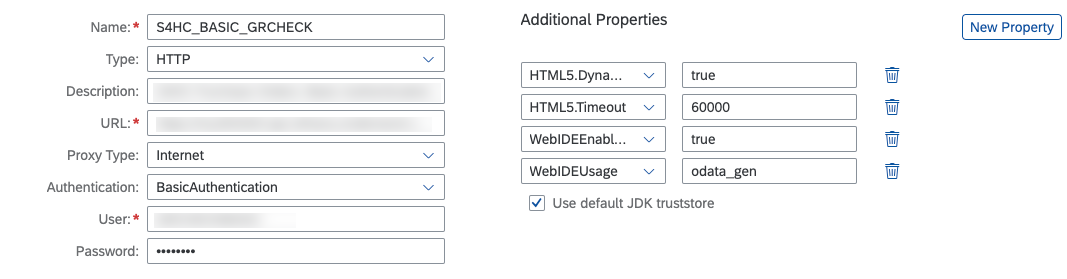 Name:* S4HC_BASIC_GRCHECK
Type: HTTP
Description:
URL:*
Proxy Type: Internet
Authentication: BasicAuthentication
User:*
Password: ••••••••
Additional Properties
New Property
HTML5.Dyna... true
HTML5.Timeout 60000
WebIDEEnabl... true
WebIDEUsage odata_gen
Use default JDK truststore